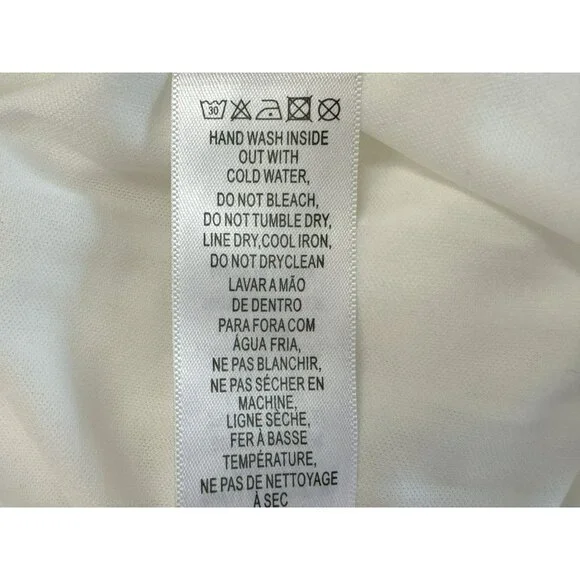 30
HAND WASH INSIDE
OUT WITH
COLD WATER,
DO NOT BLEACH,
DO NOT TUMBLE DRY,
LINE DRY,COOL IRON,
DO NOT DRYCLEAN
LAVAR A MÃO
DE DENTRO
PARA FORA COM
ÁGUA FRIA,
NE PAS BLANCHIR,
NE PAS SÉCHER EN
MACHINE,
LIGNE SÈCHE,
FER À BASSE
TEMPÉRATURE,
NE PAS DE NETTOYAGE
À SEC